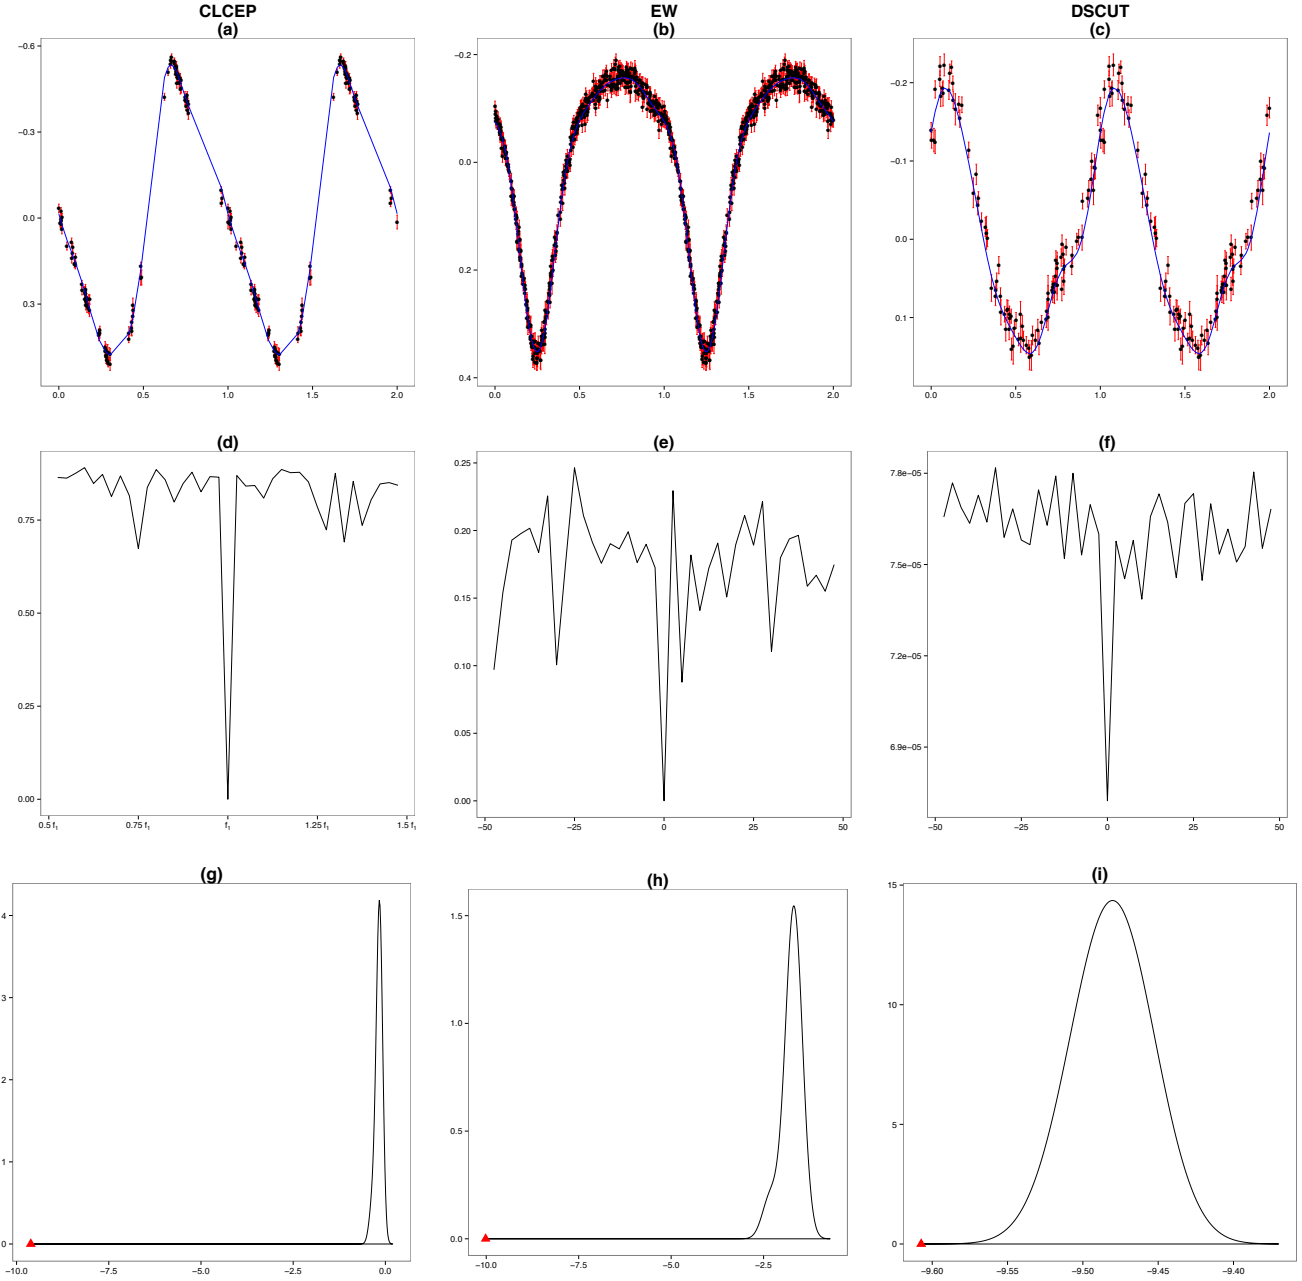 CLCEP
(a)
−0.6
−0.3
0.0
0.3
0.0 0.5 1.0 1.5 2.0
EW
(b)
−0.2
0.0
0.2
0.4
0.0 0.5 1.0 1.5 2.0
DSCUT
(c)
−0.2
−0.1
0.0
0.1
0.0 0.5 1.0 1.5 2.0
(d)
0.75
0.50
0.25
0.00
0.5 f₁ 0.75 f₁ f₁ 1.25 f₁ 1.5 f₁
(e)
0.25
0.20
0.15
0.10
0.05
0.00
−50 −25 0 25 50
(f)
7.8e−05
7.5e−05
7.2e−05
6.9e−05
−50 −25 0 25 50
(g)
4
3
2
1
0
−10.0 −7.5 −5.0 −2.5 0.0
(h)
1.5
1.0
0.5
0.0
−10.0 −7.5 −5.0 −2.5
(i)
15
10
5
0
−9.60 −9.55 −9.50 −9.45 −9.40